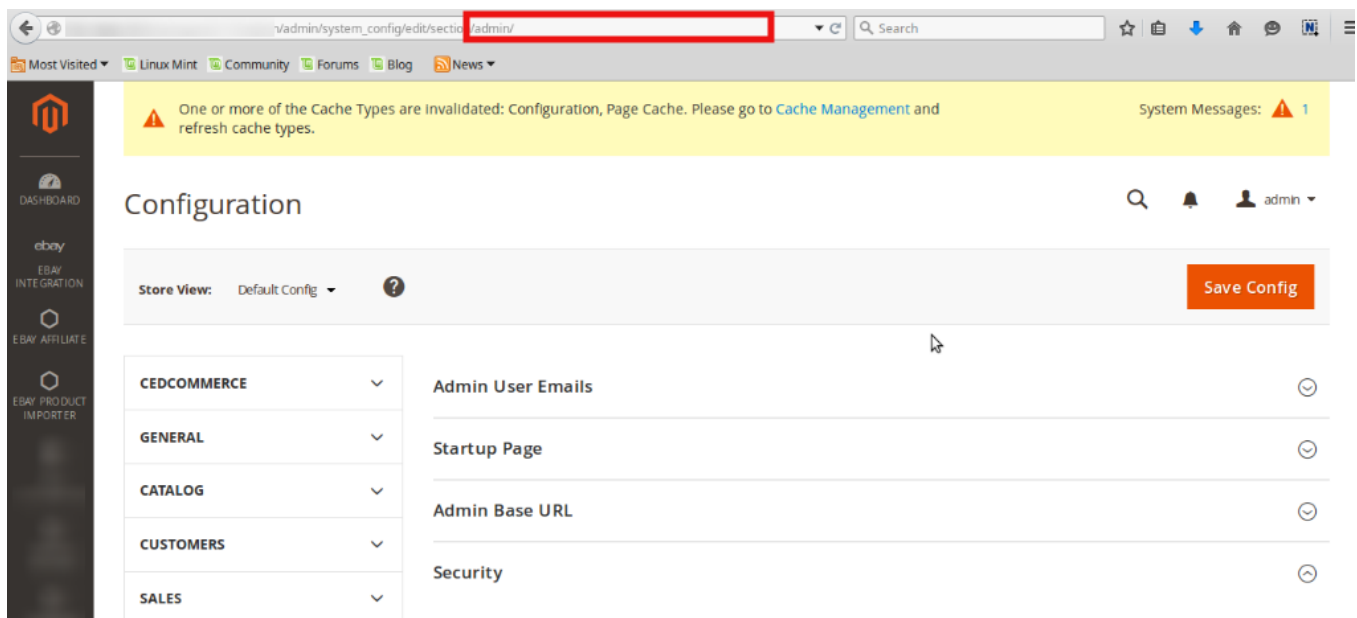 /admin/system_config/edit/section/admin/
Search
Most Visited Linux Mint Community Forums Blog News
One or more of the Cache Types are Invalidated: Configuration, Page Cache. Please go to Cache Management and
refresh cache types.
System Messages: 1
DASHBOARD
Configuration
admin
ebay
EBAY
INTEGRATION
Store View: Default Config ?
Save Config
EBAY AFFILIATE
EBAY PRODUCT
IMPORTER
CEDCOMMERCE
GENERAL
CATALOG
CUSTOMERS
SALES
Admin User Emails
Startup Page
Admin Base URL
Security